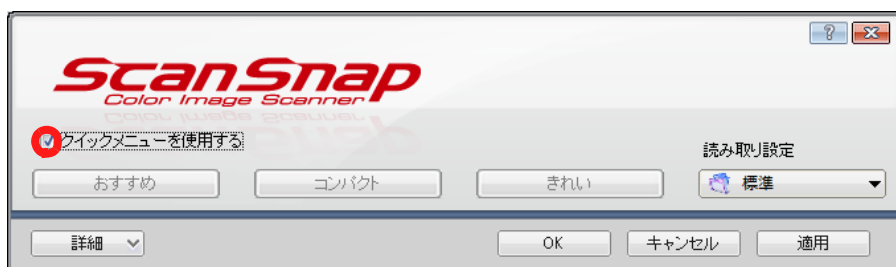 ?
ScanSnap
Color Image Scanner
クイックメニューを使用する
読み取り設定
おすすめ
コンパクト
きれい
標準
詳細
OK
キャンセル
適用